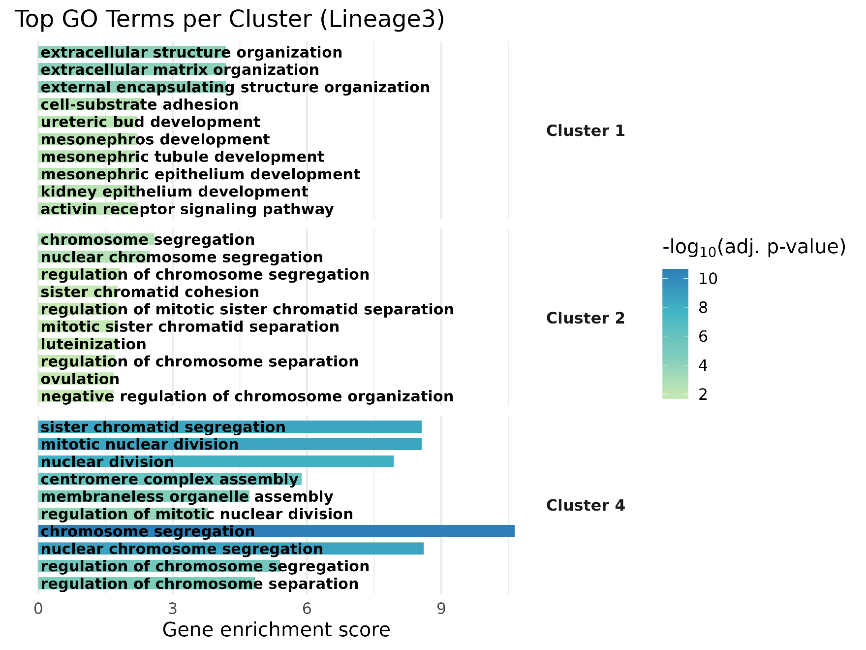 Top GO Terms per Cluster (Lineage3)
extracellular structure organization
extracellular matrix organization
external encapsulating structure organization
cell-substrate adhesion
ureteric bud development
mesonephros development
mesonephric tubule development
mesonephric epithelium development
kidney epithelium development
activin receptor signaling pathway
Cluster 1
chromosome segregation
nuclear chromosome segregation
regulation of chromosome segregation
sister chromatid cohesion
regulation of mitotic sister chromatid separation
mitotic sister chromatid separation
luteinization
regulation of chromosome separation
ovulation
negative regulation of chromosome organization
Cluster 2
sister chromatid segregation
mitotic nuclear division
nuclear division
centromere complex assembly
membraneless organelle assembly
regulation of mitotic nuclear division
chromosome segregation
nuclear chromosome segregation
regulation of chromosome segregation
regulation of chromosome separation
Cluster 4
0 3 6 9
Gene enrichment score
-log10(adj. p-value)
10
8
6
4
2